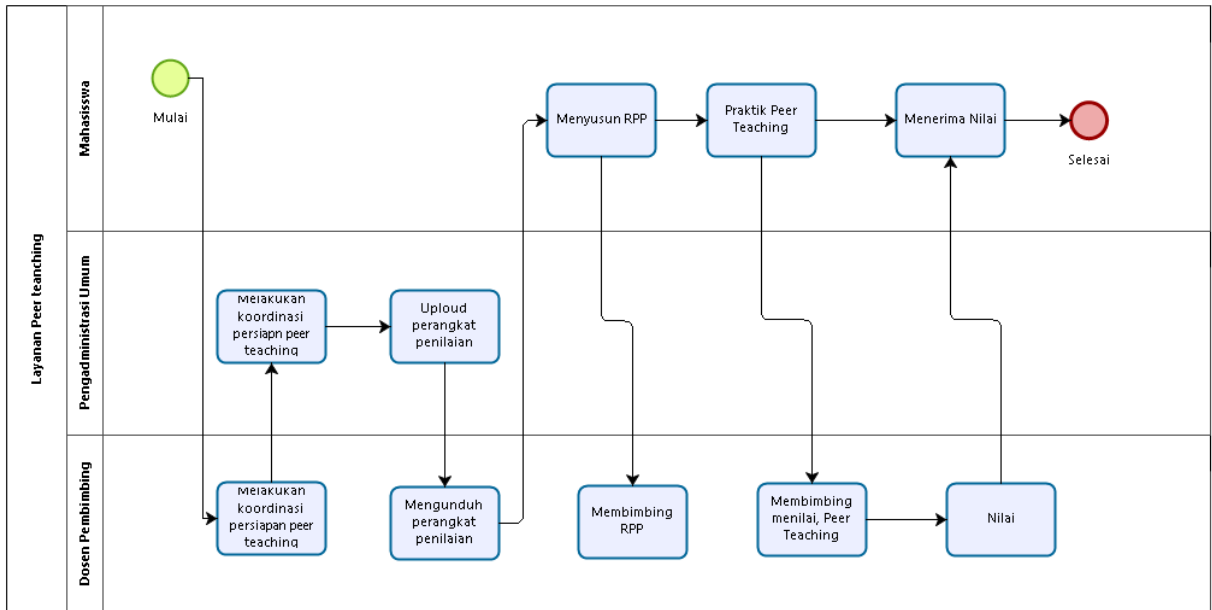 Layanan Peer teanching
Mahasisswa
Mulai
Menyusun RPP
Praktik Peer
Teaching
Menerima Nilai
Selesai
Pengadministrasi Umum
Melakukan
koordinasi
persiapn peer
teaching
Uploud
perangkat
penilaian
Dosen Pembimbing
Melakukan
koordinasi
persiapan peer
teaching
Mengunduh
perangkat
penilaian
Membimbing
RPP
Membimbing
menilai, Peer
Teaching
Nilai